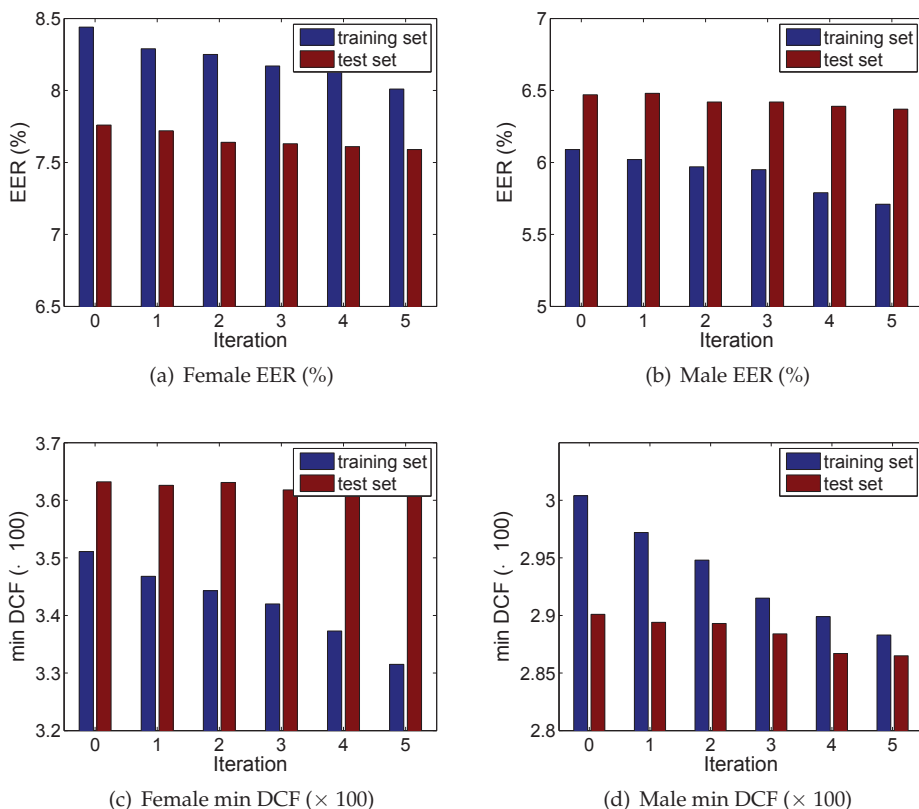 8.5
8
7.5
7
6.5
EER (%)
0 1 2 3 4 5
Iteration
training set
test set
(a) Female EER (%)
7
6.5
6
5.5
5
EER (%)
0 1 2 3 4 5
Iteration
training set
test set
(b) Male EER (%)
3.7
3.6
3.5
3.4
3.3
3.2
min DCF (· 100)
0 1 2 3 4 5
training set
test set
(c) Female min DCF (× 100)
3
2.95
2.9
2.85
2.8
min DCF (· 100)
0 1 2 3 4 5
Iteration
training set
test set
(d) Male min DCF (× 100)